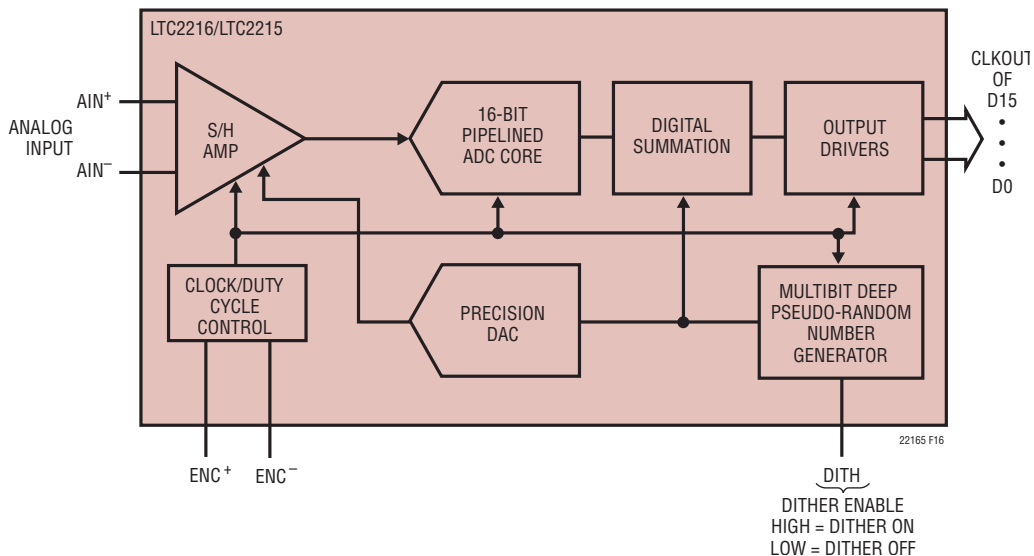 LTC2216/LTC2215
AIN+
ANALOG
INPUT
AIN−
S/H
AMP
16-BIT
PIPELINED
ADC CORE
DIGITAL
SUMMATION
OUTPUT
DRIVERS
CLKOUT
OF
D15
•
•
•
D0
CLOCK/DUTY
CYCLE
CONTROL
PRECISION
DAC
MULTIBIT DEEP
PSEUDO-RANDOM
NUMBER
GENERATOR
22165 F16
ENC+
ENC−
DITH
DITHER ENABLE
HIGH = DITHER ON
LOW = DITHER OFF